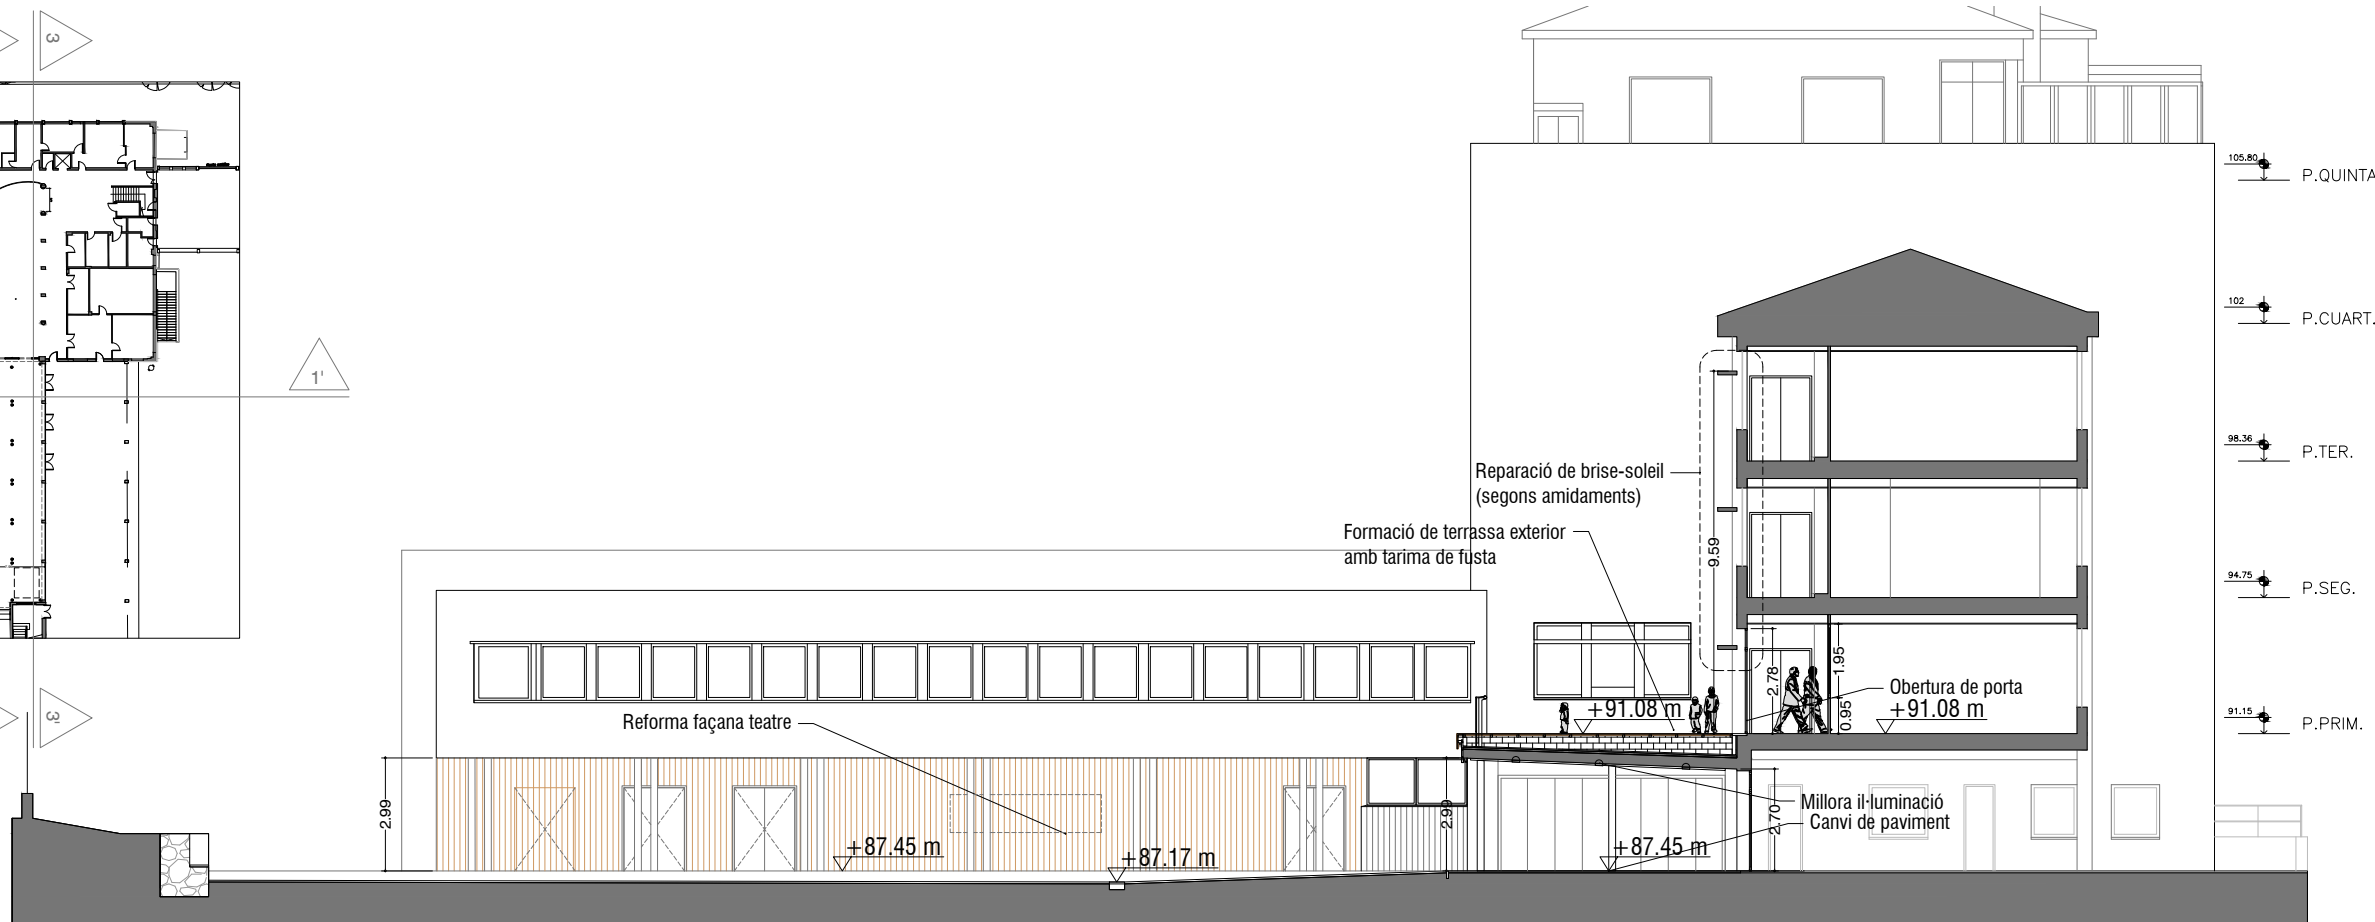 3
1'
3'
105.80
P.QUINTA
102
P.CUART.
98.36
P.TER.
94.75
P.SEG.
91.15
P.PRIM.
Reparació de brise-soleil
(segons amidaments)
Formació de terrassa exterior
amb tarima de fusta
9.59
2.78
1.95
0.95
Obertura de porta
+91.08 m
+91.08 m
Reforma façana teatre
2.99
2.99
2.70
Millora il·luminació
Canvi de paviment
+87.45 m
+87.17 m
+87.45 m